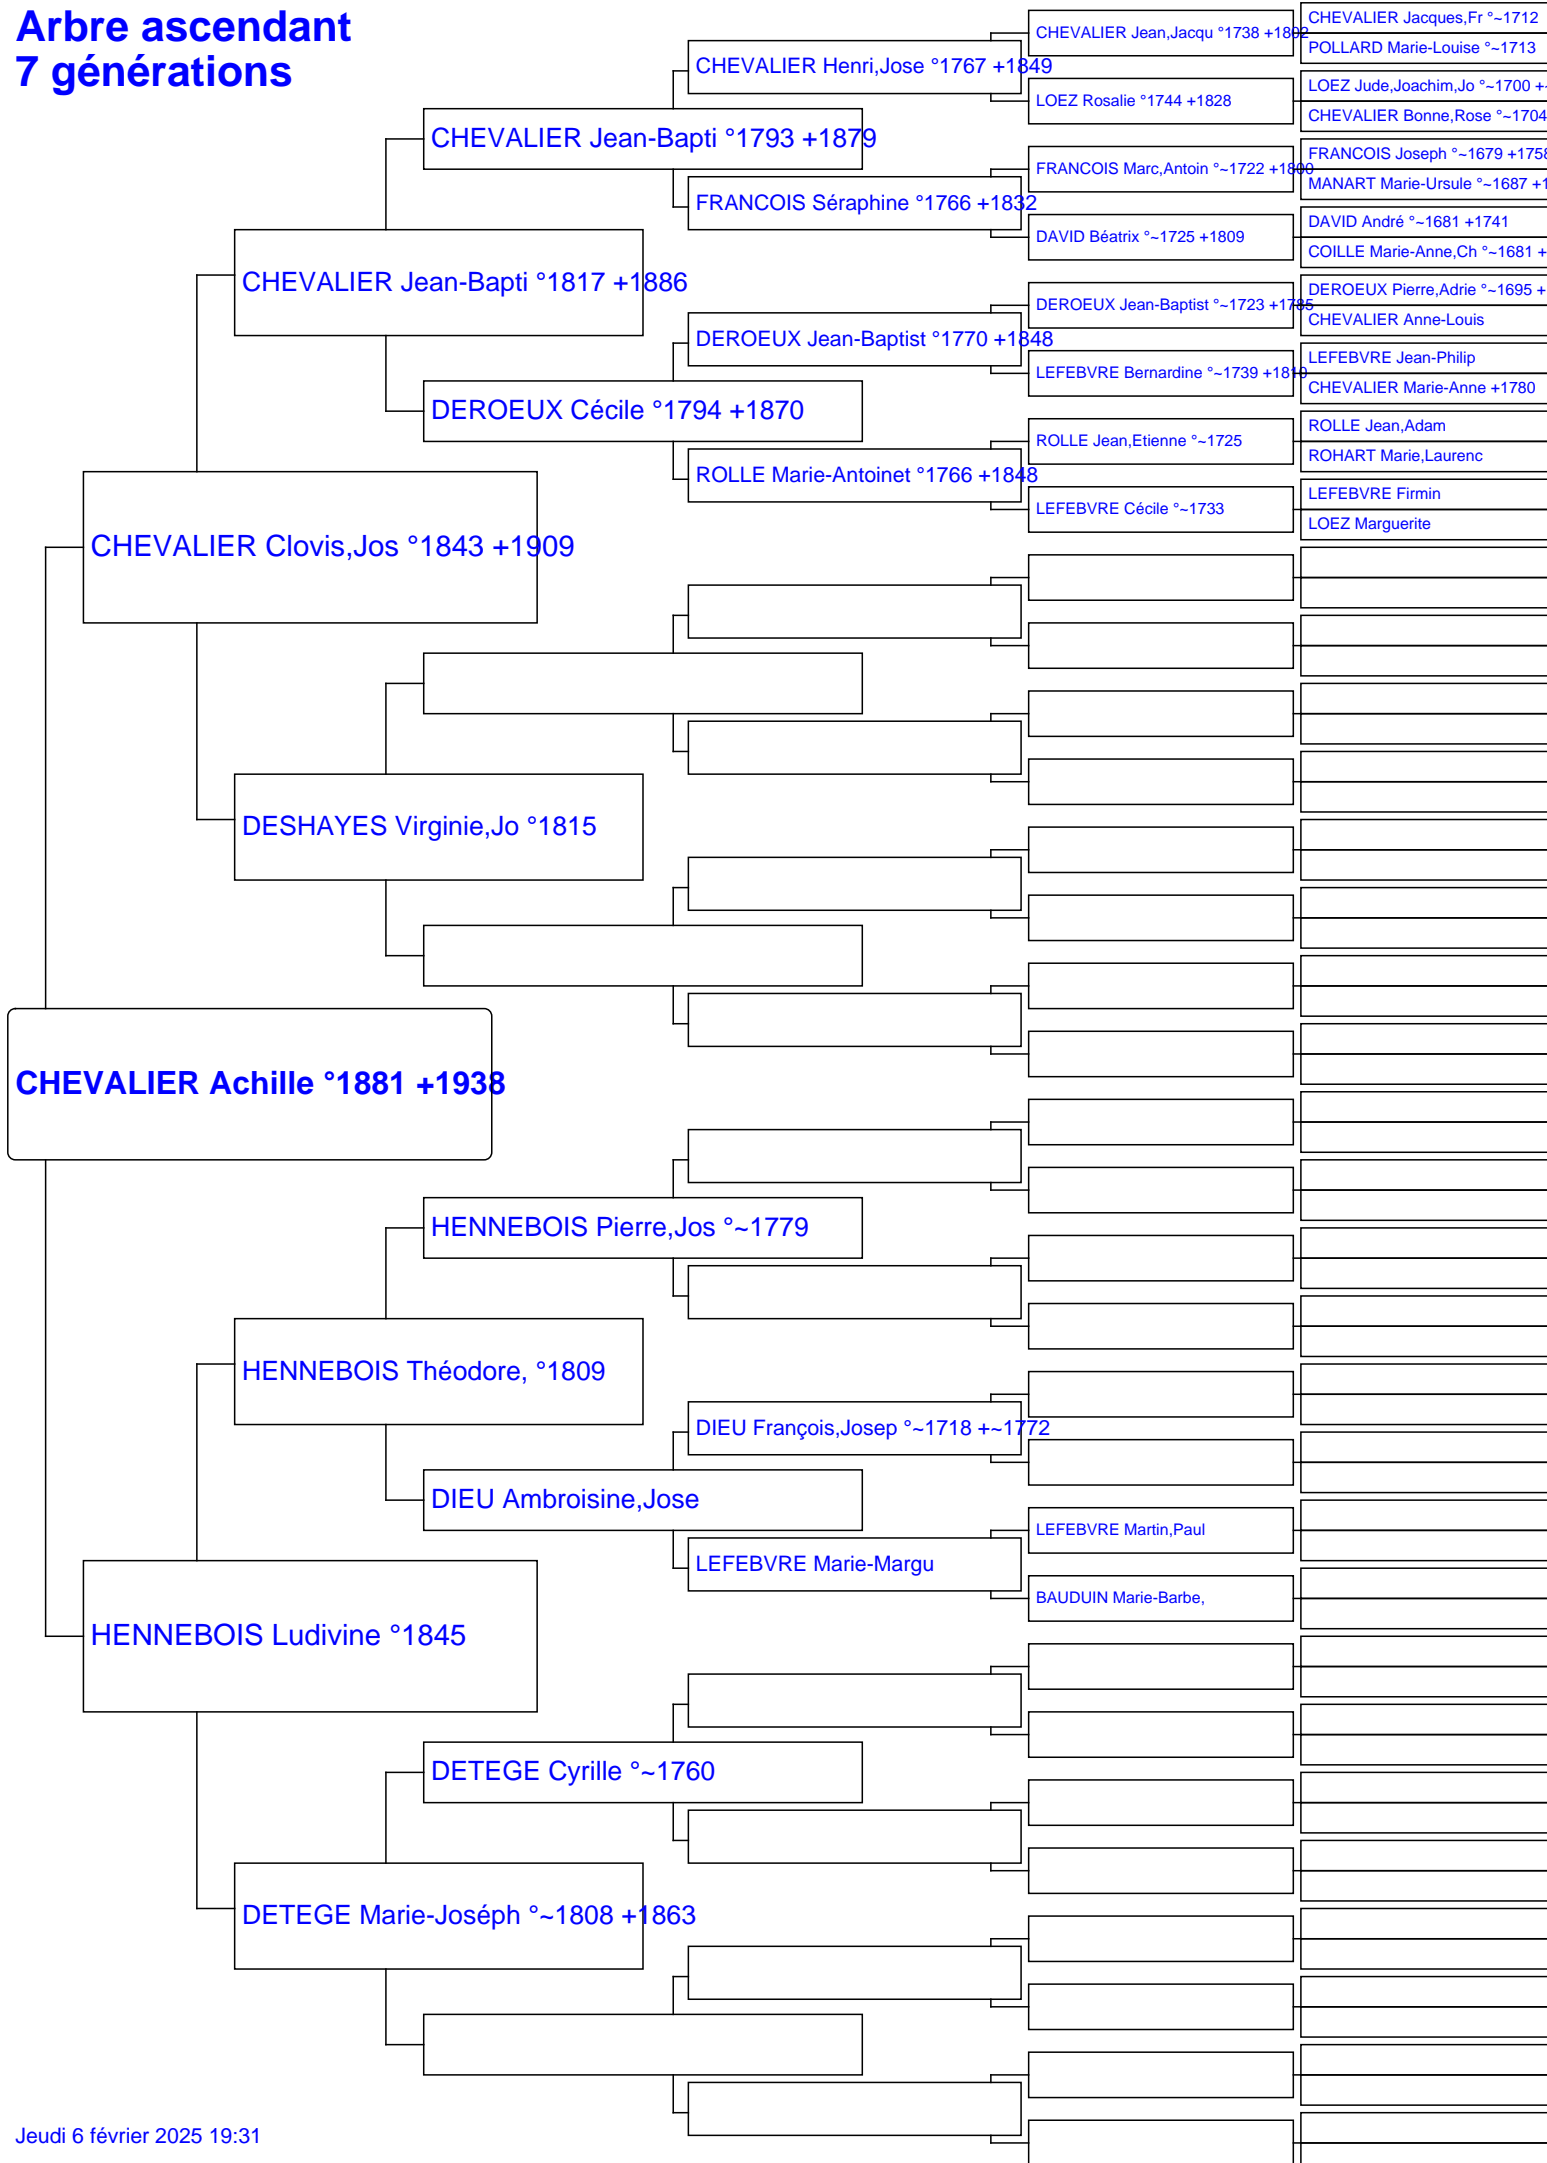 Arbre ascendant
7 générations
CHEVALIER Jacques,Fr °~1712
CHEVALIER Jean,Jacqu °1738 +1802
POLLARD Marie-Louise °~1713
CHEVALIER Henri,Jose °1767 +1849
LOEZ Jude,Joachim,Jo °~1700 +
LOEZ Rosalie °1744 +1828
CHEVALIER Bonne,Rose °~1704
CHEVALIER Jean-Bapti °1793 +1879
FRANCOIS Joseph °~1679 +1758
FRANCOIS Marc,Antoin °~1722 +1800
MANART Marie-Ursule °~1687 +1
FRANCOIS Séraphine °1766 +1832
DAVID André °~1681 +1741
DAVID Béatrix °~1725 +1809
COILLE Marie-Anne,Ch °~1681 +
CHEVALIER Jean-Bapti °1817 +1886
DEROEUX Pierre,Adrie °~1695 +
DEROEUX Jean-Baptist °~1723 +1785
CHEVALIER Anne-Louis
DEROEUX Jean-Baptist °1770 +1848
LEFEBVRE Jean-Philip
LEFEBVRE Bernardine °~1739 +1810
CHEVALIER Marie-Anne +1780
DEROEUX Cécile °1794 +1870
ROLLE Jean,Adam
ROLLE Jean,Etienne °~1725
ROHART Marie,Laurenc
ROLLE Marie-Antoinet °1766 +1848
LEFEBVRE Firmin
LEFEBVRE Cécile °~1733
LOEZ Marguerite
CHEVALIER Clovis,Jos °1843 +1909
DESHAYES Virginie,Jo °1815
CHEVALIER Achille °1881 +1938
HENNEBOIS Pierre,Jos °~1779
HENNEBOIS Théodore, °1809
DIEU François,Josep °~1718 +~1772
DIEU Ambroisine,Jose
LEFEBVRE Martin,Paul
LEFEBVRE Marie-Margu
BAUDUIN Marie-Barbe,
HENNEBOIS Ludivine °1845
DETEGE Cyrille °~1760
DETEGE Marie-Joséph °~1808 +1863
Jeudi 6 février 2025 19:31